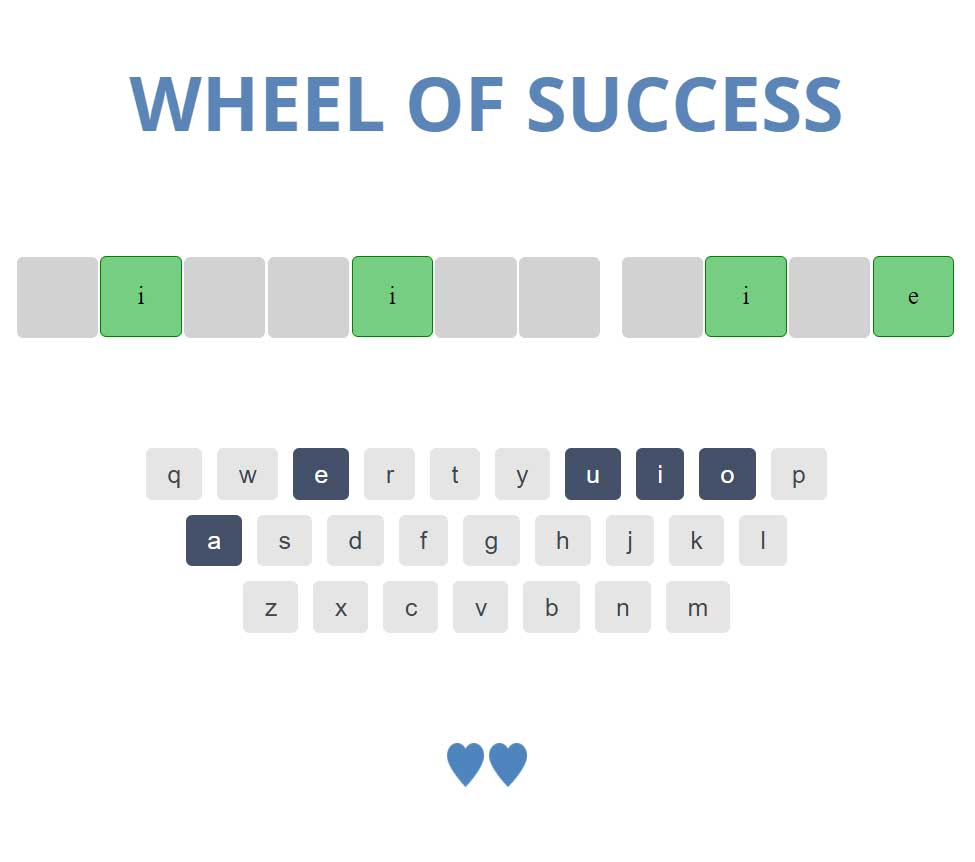 WHEEL OF SUCCESS
i i i e
q w e r t y u i o p
a s d f g h j k l
z x c v b n m